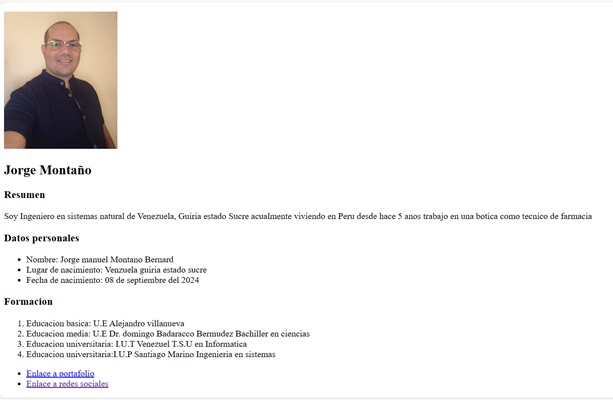 Jorge Montaño
Resumen
Soy Ingeniero en sistemas natural de Venezuela, Guiria estado Sucre acualmente viviendo en Peru desde hace 5 anos trabajo en una botica como tecnico de farmacia
Datos personales
Nombre: Jorge manuel Montano Bernard
Lugar de nacimiento: Venzuela guiria estado sucre
Fecha de nacimiento: 08 de septiembre del 2024
Formacion
1. Educacion basica: U.E Alejandro villanueva
2. Educacion media: U.E Dr. domingo Badaracco Bermudez Bachiller en ciencias
3. Educacion universitaria: I.U.T Venezuel T.S.U en Informatica
4. Educacion universitaria:I.U.P Santiago Marino Ingenieria en sistemas
Enlace a portafolio
Enlace a redes sociales